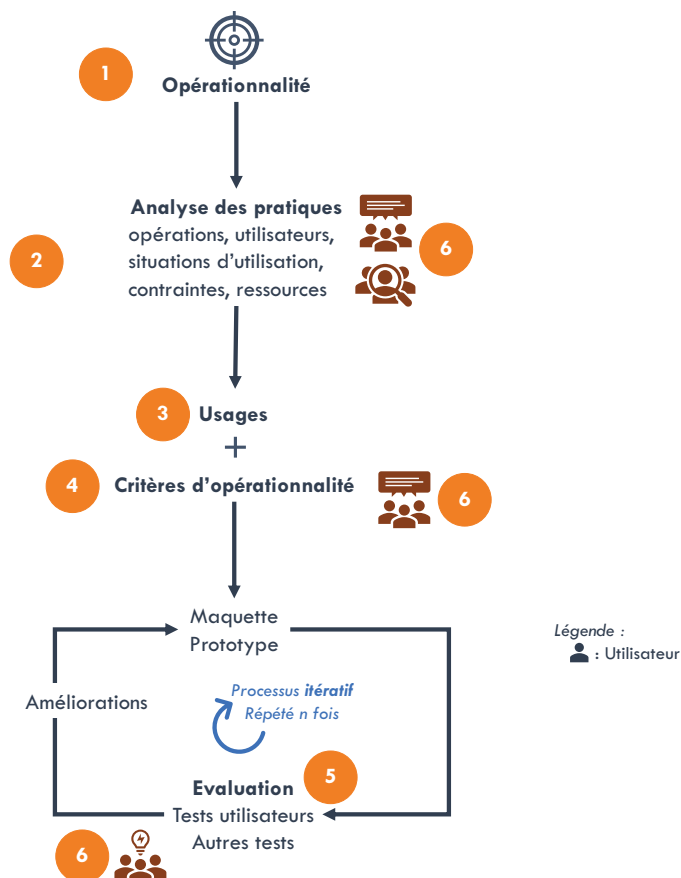 1
Opérationnalité
Analyse des pratiques
opérations, utilisateurs,
situations d'utilisation,
contraintes, ressources
2
6
3
Usages
+
4
Critères d'opérationnalité
6
Maquette
Prototype
Légende :
: Utilisateur
Améliorations
Processus itératif
Répété n fois
5
Evaluation
Tests utilisateurs
Autres tests
6